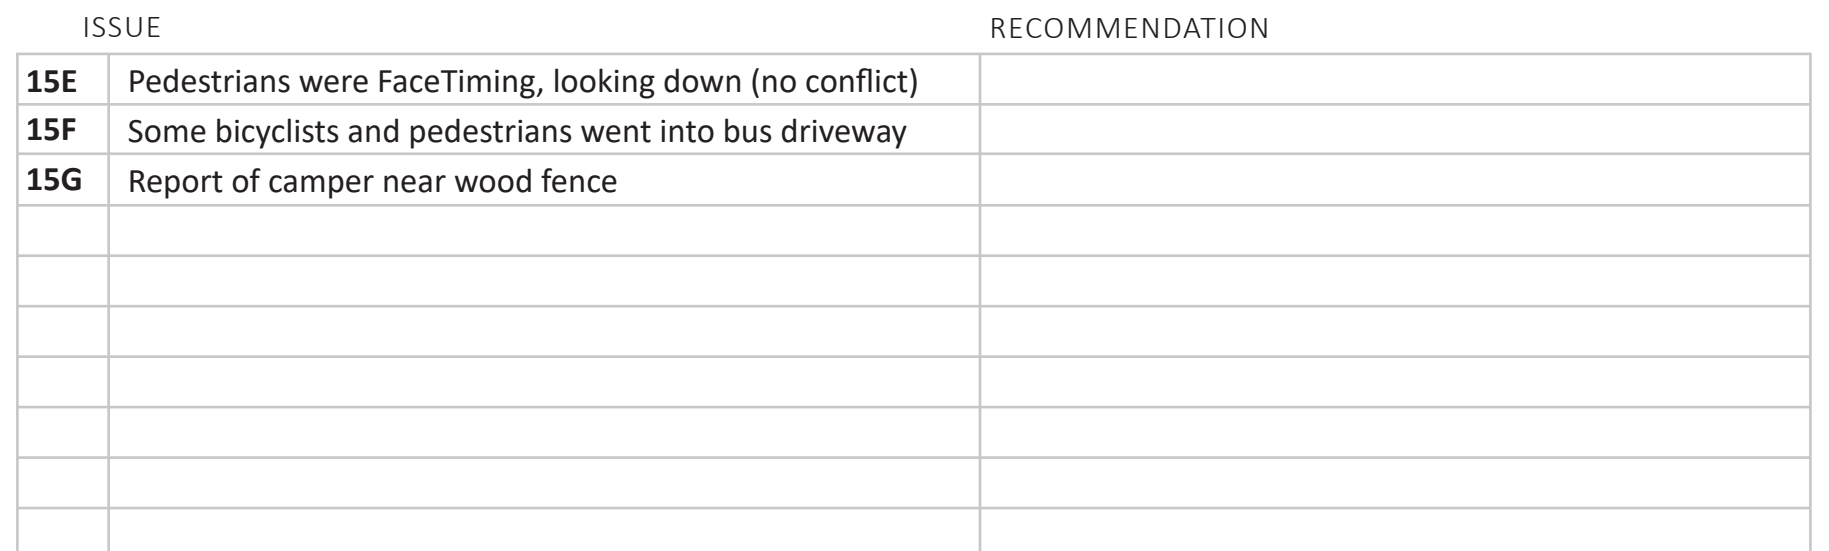 ISSUE RECOMMENDATION
15E Pedestrians were FaceTiming, looking down (no conflict)
15F Some bicyclists and pedestrians went into bus driveway
15G Report of camper near wood fence